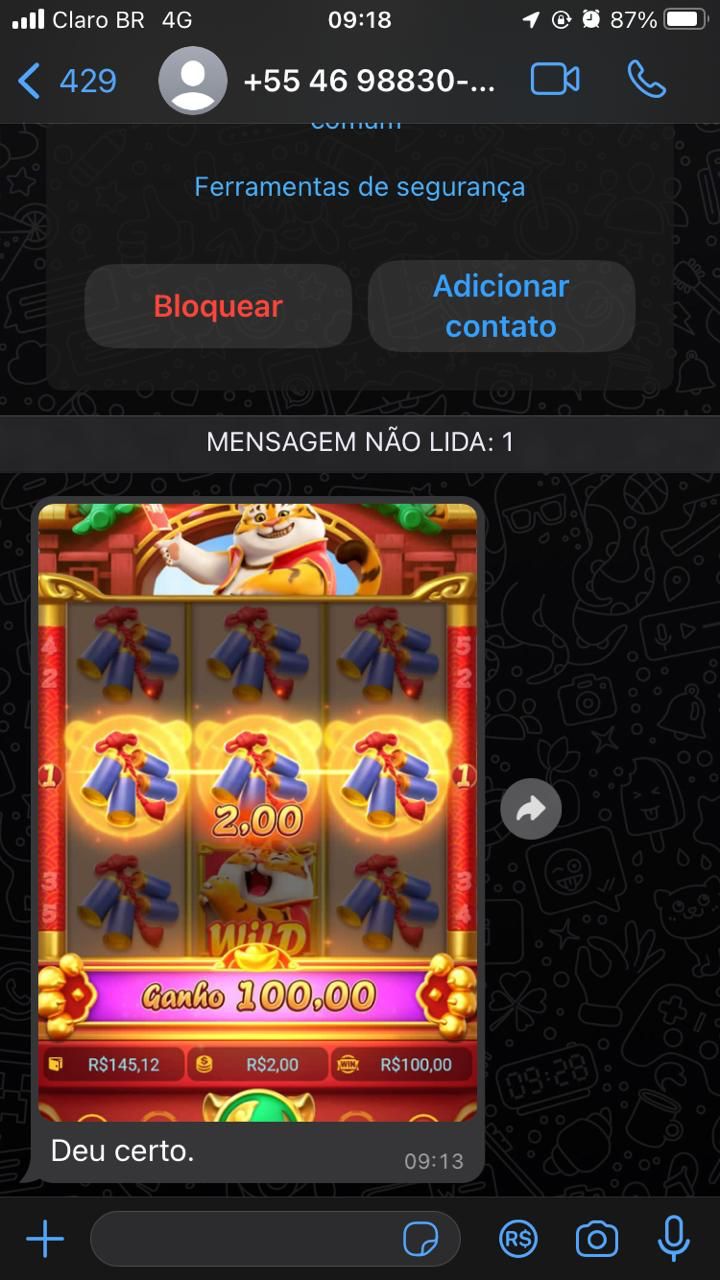 Claro BR 4G 09:18 87%
429 +55 46 98830-...
comum
Ferramentas de segurança
Bloquear
Adicionar
contato
MENSAGEM NÃO LIDA: 1
4 5
2 2
1 1
2,00
3 3
5 4
WILD
Ganho 100,00
R$145,12 R$2,00 WIN R$100,00
Deu certo.
09:13
R$